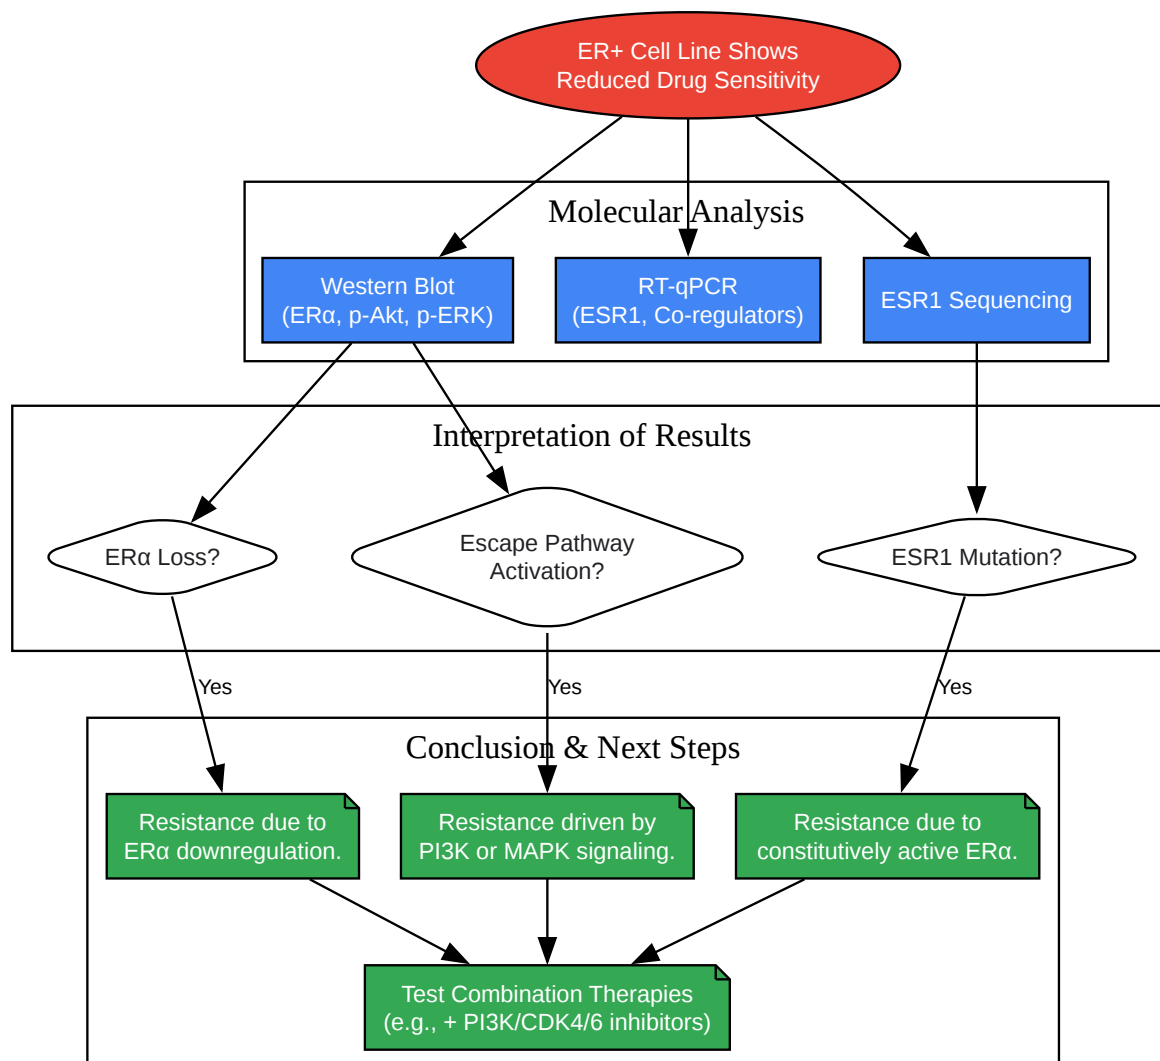 ER+ Cell Line Shows
Reduced Drug Sensitivity
Molecular Analysis
Western Blot
(ERα, p-Akt, p-ERK)
RT-qPCR
(ESR1, Co-regulators)
ESR1 Sequencing
Interpretation of Results
ERα Loss?
Escape Pathway
Activation?
ESR1 Mutation?
Yes
Yes
Yes
Conclusion & Next Steps
Resistance due to
ERα downregulation.
Resistance driven by
PI3K or MAPK signaling.
Resistance due to
constitutively active ERα.
Test Combination Therapies
(e.g., + PI3K/CDK4/6 inhibitors)